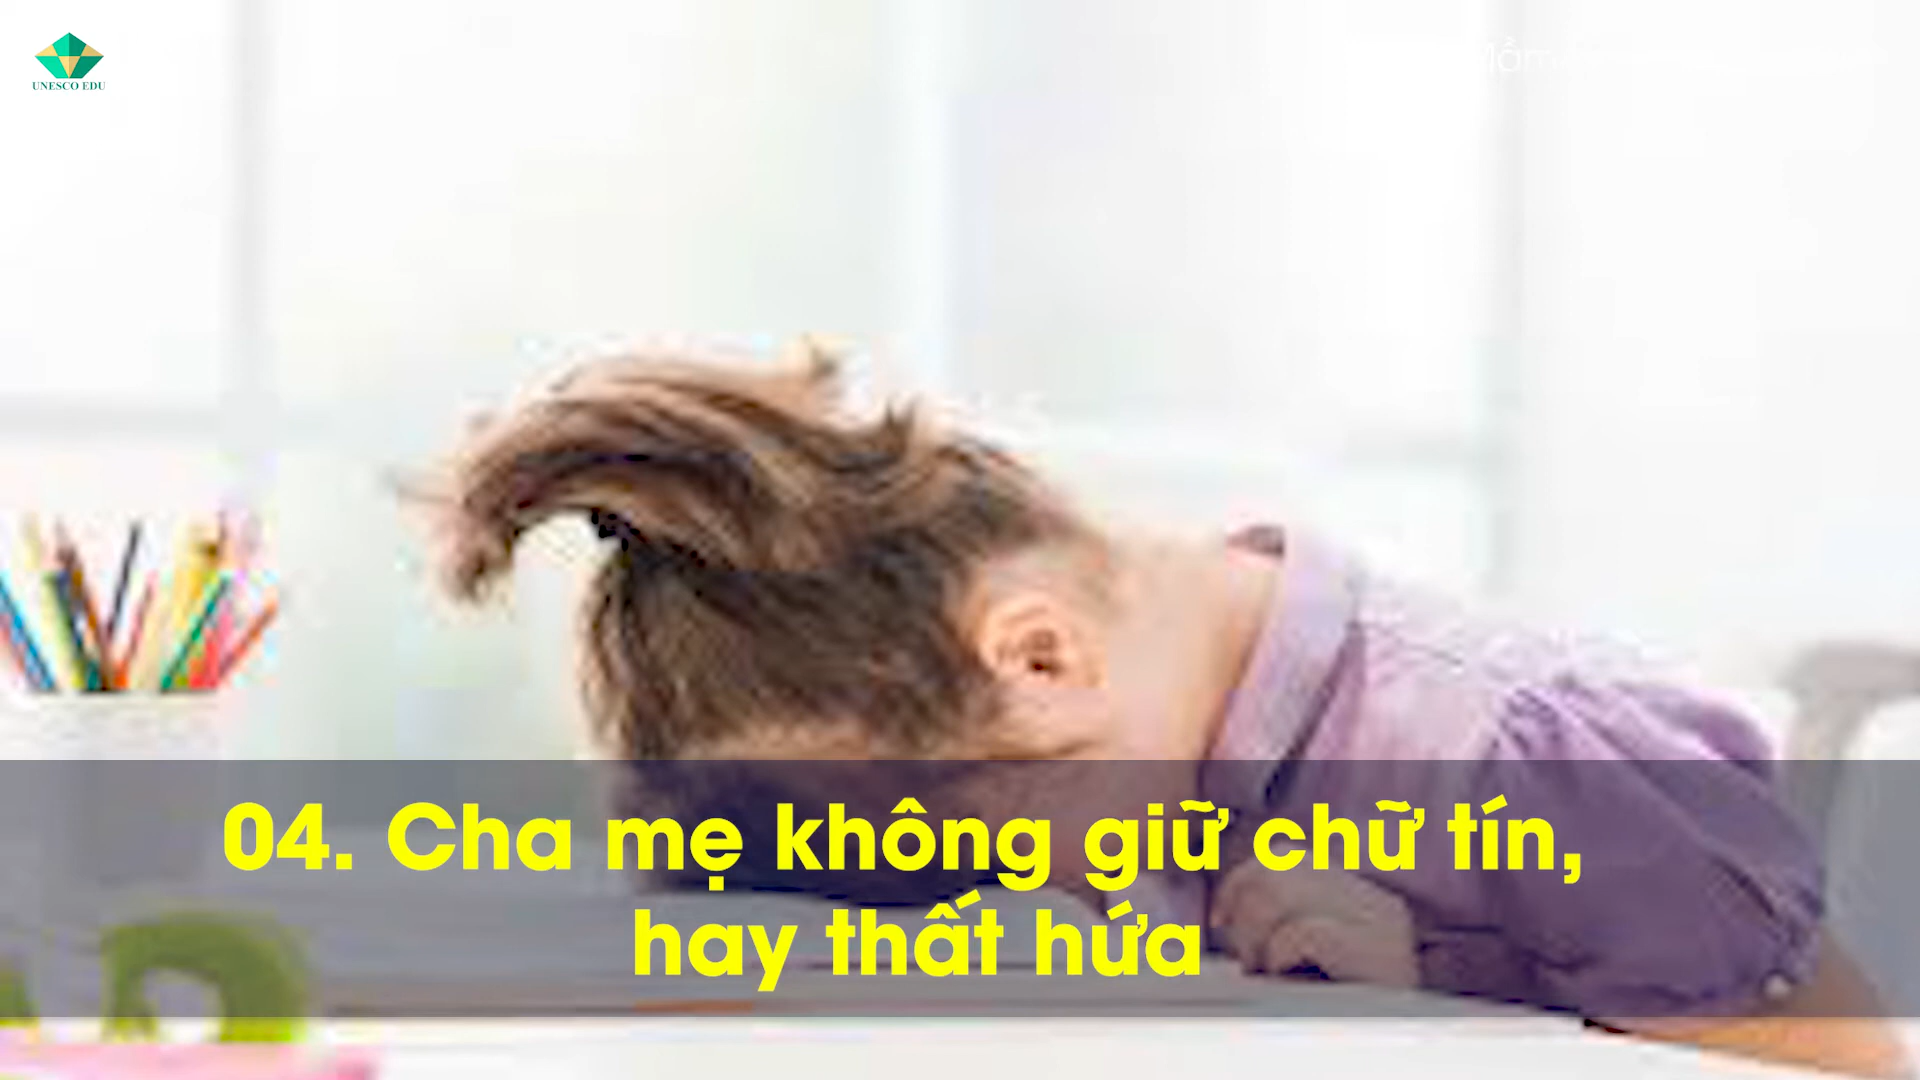 UNESCO EDU
04. Cha mẹ không giữ chữ tín,
hay thất hứa